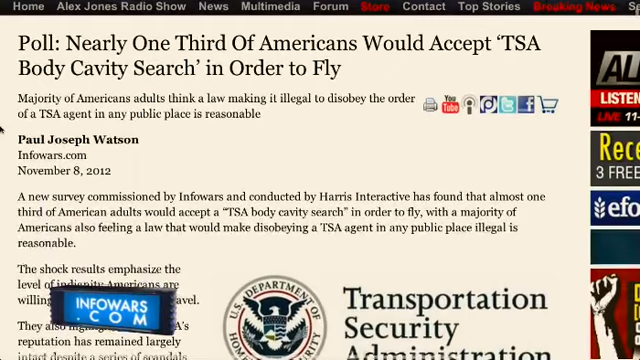 Home Alex Jones Radio Show News Multimedia Forum Store Contact Top Stories Breaking News
Poll: Nearly One Third Of Americans Would Accept ‘TSA
Body Cavity Search’ in Order to Fly
Majority of Americans adults think a law making it illegal to disobey the order
of a TSA agent in any public place is reasonable
You
Tube
Paul Joseph Watson
Infowars.com
November 8, 2012
A new survey commissioned by Infowars and conducted by Harris Interactive has found that almost one
third of American adults would accept a “TSA body cavity search” in order to fly, with a majority of
Americans also feeling a law that would make disobeying a TSA agent in any public place illegal is
reasonable.
The shock results emphasize the
level of indignity Americans are
willing
INFOWARS
.COM
They
reputation has remained largely
intact despite a series of scandals
U.S. DEPARTMENT OF
Transportation
Security
Administration
LISTEN
LIVE 11-
3 FREE